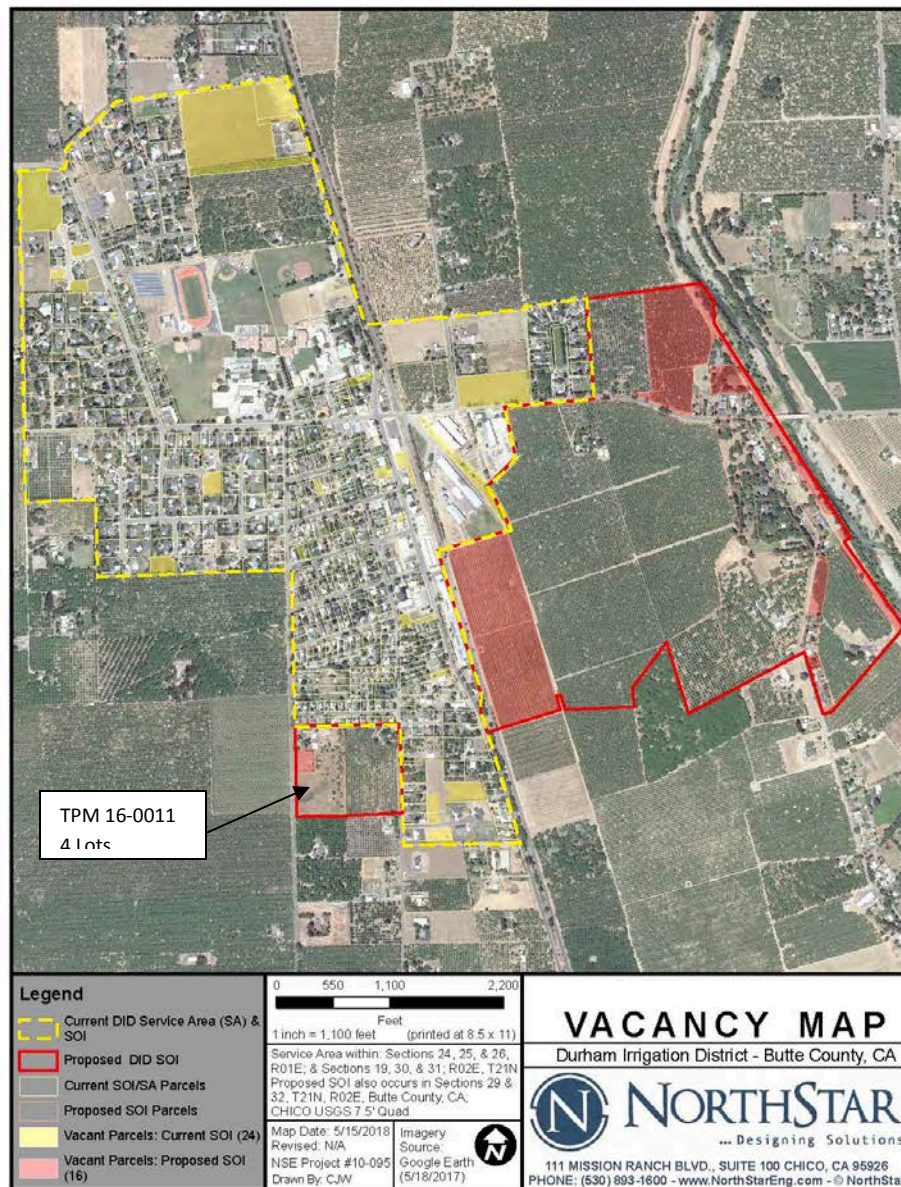 TPM 16-0011
4 Lots
Legend
Current DID Service Area (SA) &
SOI
Proposed DID SOI
Current SOI/SA Parcels
Proposed SOI Parcels
Vacant Parcels: Current SOI (24)
Vacant Parcels: Proposed SOI
(16)
0 550 1,100 2,200
Feet
1 inch = 1,100 feet (printed at 8.5 x 11)
Service Area within: Sections 24, 25, & 26,
R01E; & Sections 19, 30, & 31; R02E, T21N
Proposed SOI also occurs in Sections 29 &
32, T21N, R02E, Butte County, CA;
CHICO USGS 7.5' Quad
Map Date: 5/15/2018
Revised: N/A
NSE Project #10-095
Drawn By: CJW
Imagery
Source:
Google Earth
(5/18/2017)
N
VACANCY MAP
Durham Irrigation District - Butte County, CA
N
NORTHSTAR
...Designing Solutions
111 MISSION RANCH BLVD., SUITE 100 CHICO, CA 95926
PHONE: (530) 893-1600 - www.NorthStarEng.com - © NorthSta